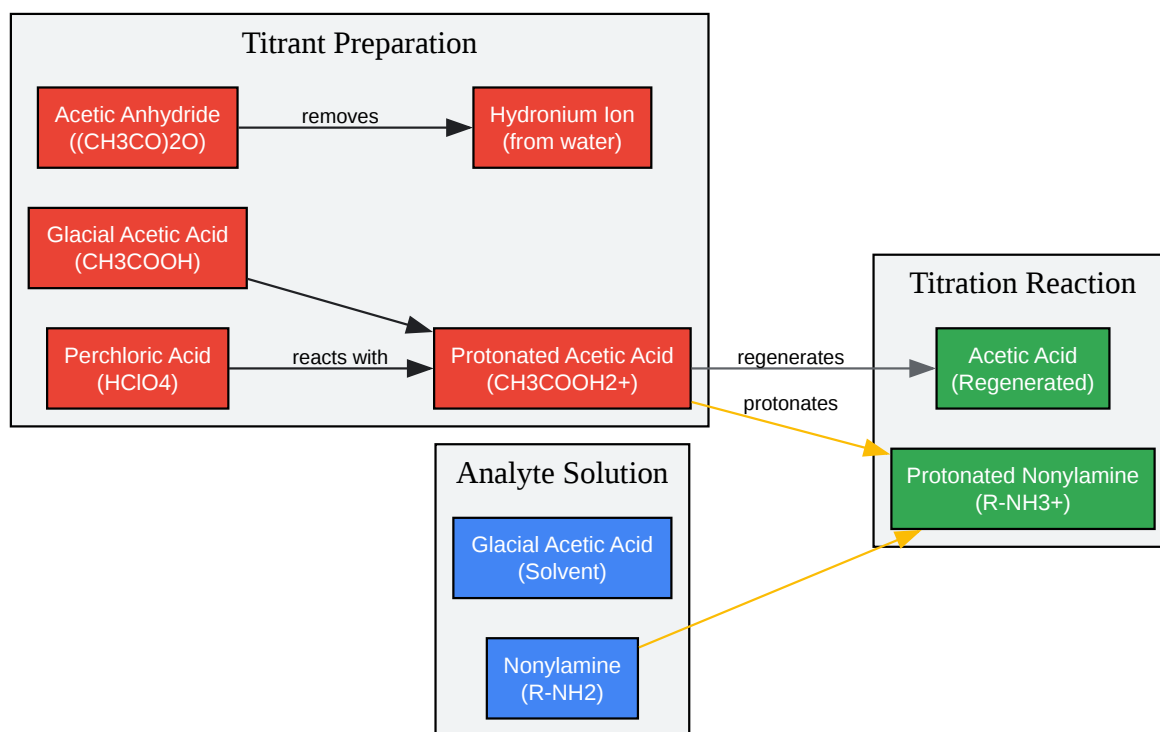 Titrant Preparation
Acetic Anhydride
((CH3CO)2O)
removes
Hydronium Ion
(from water)
Glacial Acetic Acid
(CH3COOH)
Perchloric Acid
(HClO4)
reacts with
Protonated Acetic Acid
(CH3COOH2+)
regenerates
protonates
Titration Reaction
Acetic Acid
(Regenerated)
Protonated Nonylamine
(R-NH3+)
Analyte Solution
Glacial Acetic Acid
(Solvent)
Nonylamine
(R-NH2)